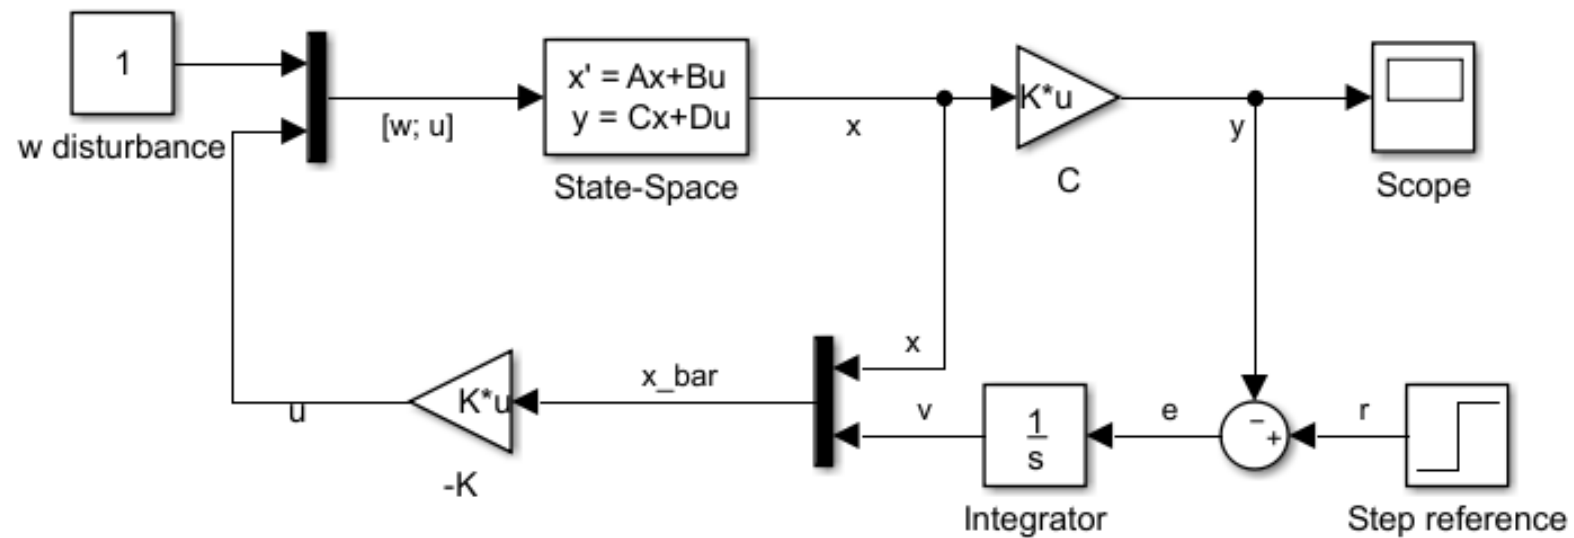 1
w disturbance
[w; u]
x' = Ax+Bu
y = Cx+Du
State-Space
x
K*u
C
y
Scope
x
x_bar
v
K*u
-K
u
1
s
Integrator
e
−
+
r
Step reference